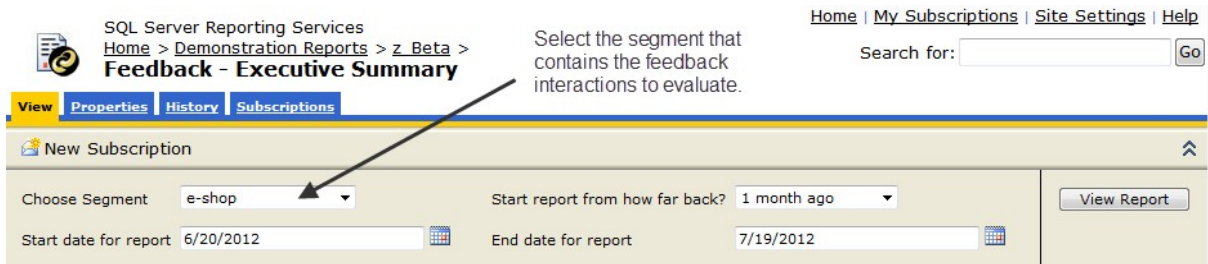 SQL Server Reporting Services
Home > Demonstration Reports > z_Beta >
Feedback - Executive Summary
Home | My Subscriptions | Site Settings | Help
Search for: Go
Select the segment that
contains the feedback
interactions to evaluate.
View Properties History Subscriptions
New Subscription
Choose Segment e-shop Start report from how far back? 1 month ago View Report
Start date for report 6/20/2012 End date for report 7/19/2012